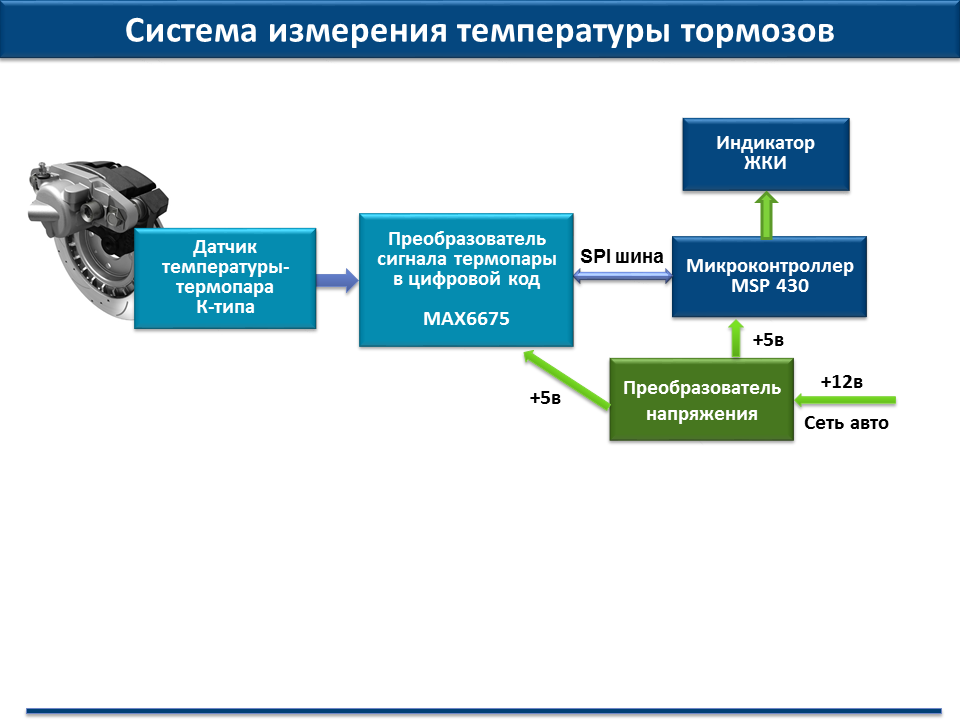 Система измерения температуры тормозов
Индикатор
ЖКИ
Датчик
температуры-
термопара
К-типа
Преобразователь
сигнала термопары
в цифровой код
MAX6675
SPI шина
Микроконтроллер
MSP 430
+5в
Преобразователь
напряжения
+12в
Сеть авто
+5в